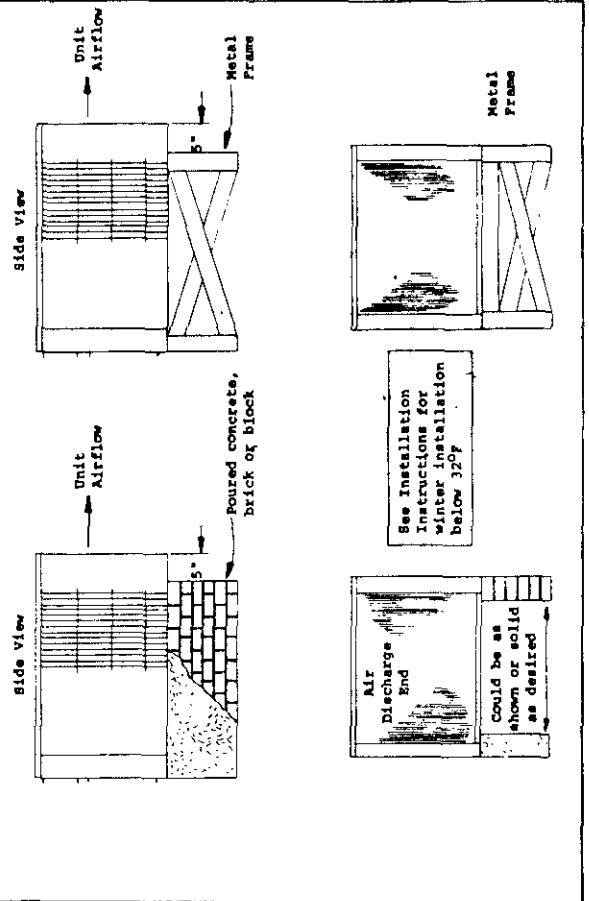 Side View
Unit
Airflow
5"
Poured concrete,
brick or block
Side View
Unit
Airflow
5"
Metal
Frame
Air
Discharge
End
Could be as
shown or solid
as desired
See Installation
Instructions for
winter installation
below 32°F
Metal
Frame